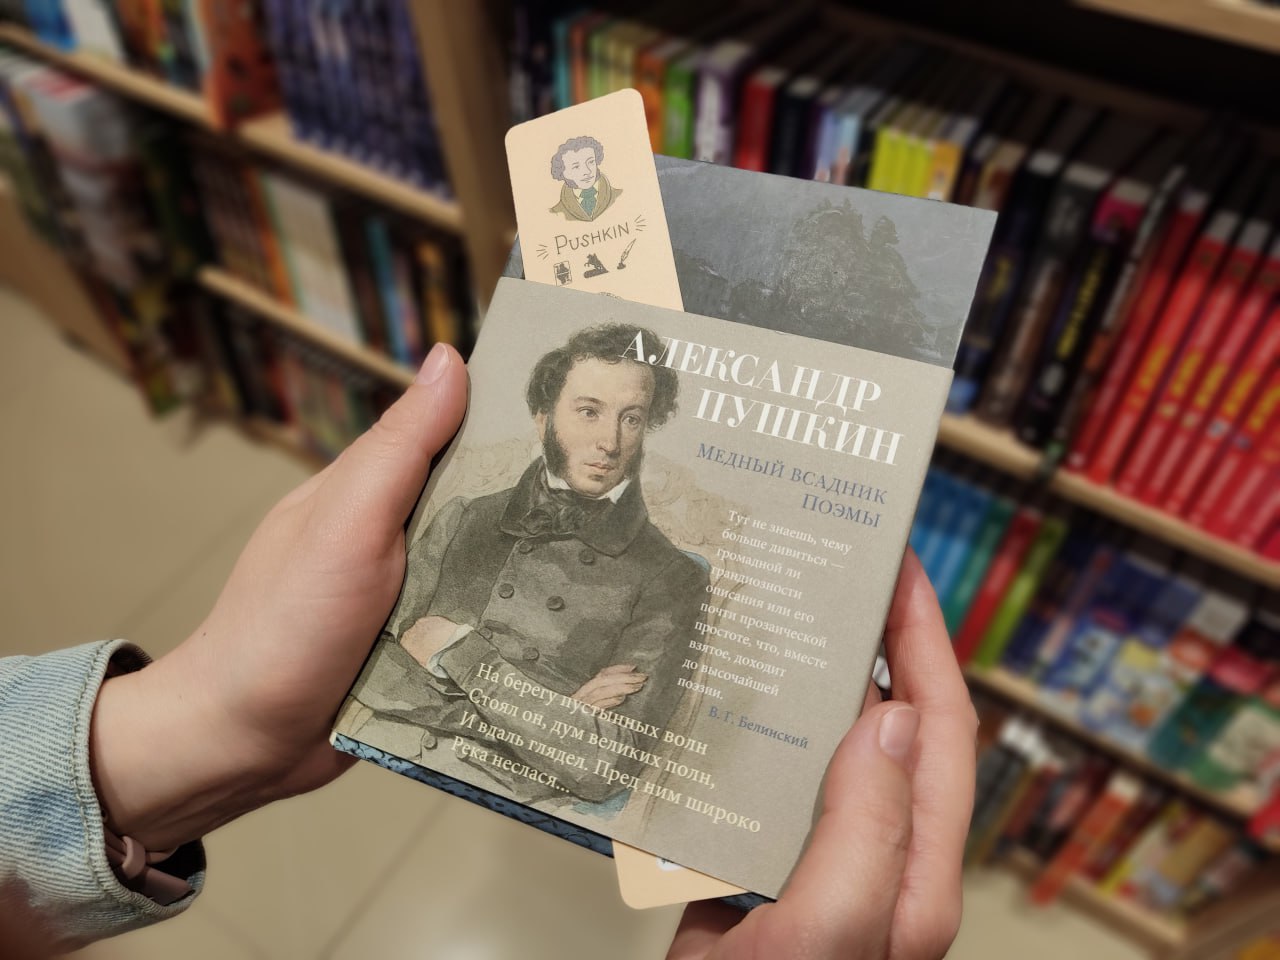 PUSHKIN
АЛЕКСАНДР
ПУШКИН
МЕДНЫЙ ВСАДНИК
ПОЭМЫ
Тут не знаешь, чему
больше дивиться —
громадной ли
грандиозности
описания или его
почти прозаической
простоте, что, вместе
взятое, доходит
до высочайшей
поэзии.
В. Г. Белинский
На берегу пустынных волн
Стоял он, дум великих полн,
И вдаль глядел. Пред ним широко
Река неслася...